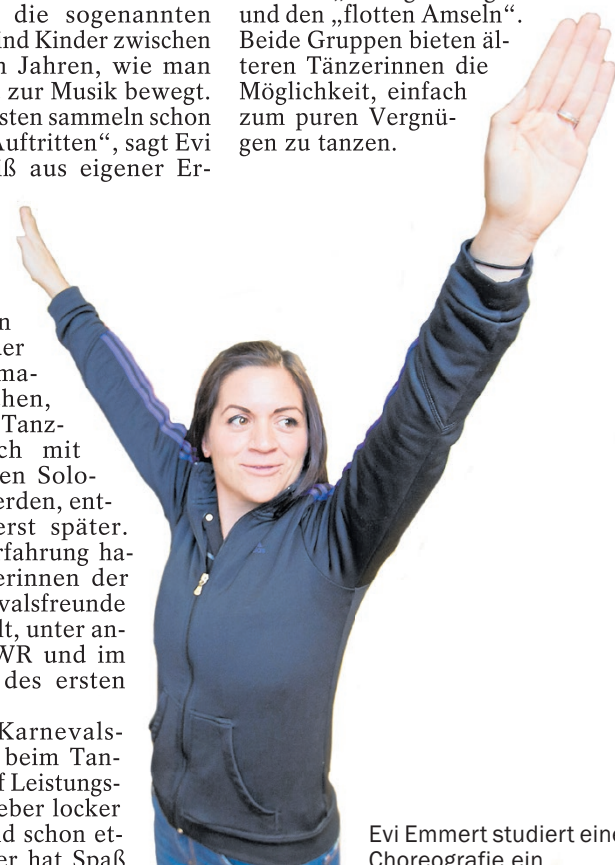 die sogenannten
ind Kinder zwischen
n Jahren, wie man
zur Musik bewegt.
sten sammeln schon
Auftritten“, sagt Evi
iß aus eigener Er-
n
er
ma-
hen,
Tanz-
ch mit
en Solo-
erden, ent-
erst später.
rfahrung ha-
erinnen der
valsfreunde
lt, unter an-
WR und im
des ersten
Karnevals-
beim Tan-
f Leistungs-
eber locker
d schon et-
er hat Spaß
und den „flotten Amseln“.
Beide Gruppen bieten äl-
teren Tänzerinnen die
Möglichkeit, einfach
zum puren Vergnü-
gen zu tanzen.
Evi Emmert studiert eine
Choreografie ein